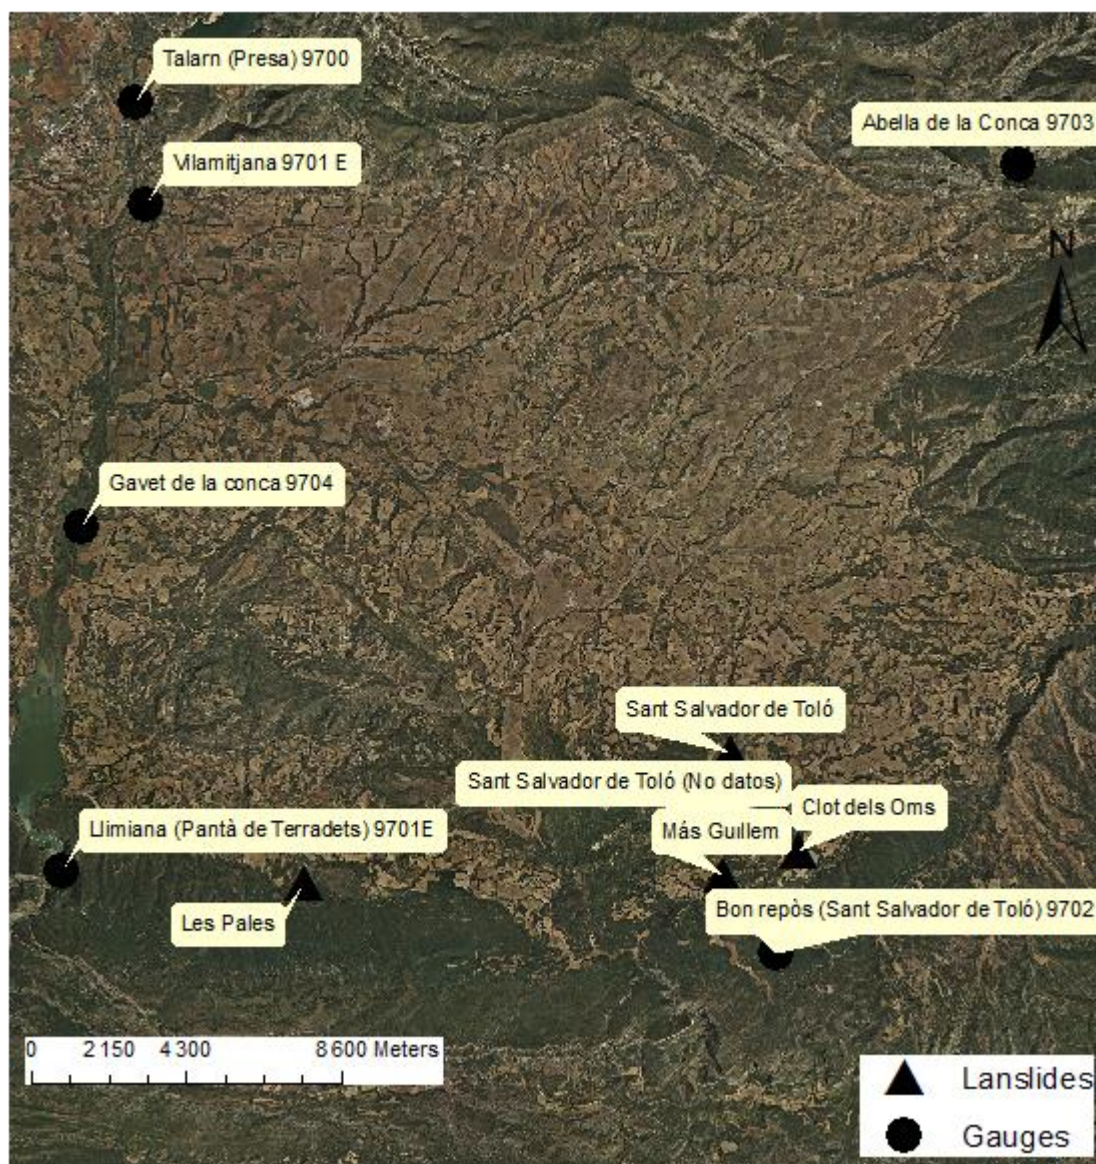 Talarn (Presa) 9700
Abella de la Conca 9703
Vilamitjana 9701 E
N
Gavet de la conca 9704
Sant Salvador de Toló
Sant Salvador de Toló (No datos)
Clot dels Oms
Llimiana (Pantà de Terradets) 9701E
Más Guillem
Les Pales
Bon repòs (Sant Salvador de Toló) 9702
0 2 150 4 300 8 600 Meters
Lanslides
Gauges